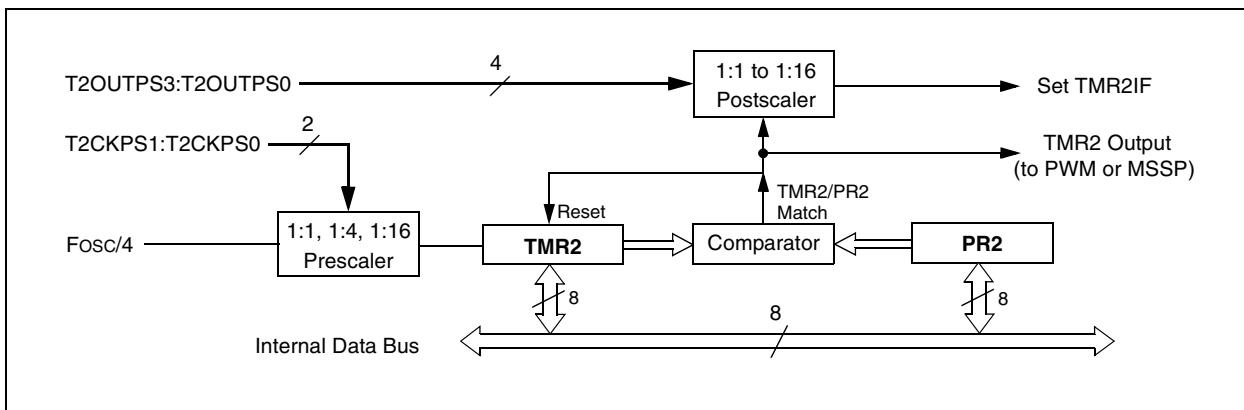 4
1:1 to 1:16
T2OUTPS3:T2OUTPS0
Postscaler
Set TMR2IF
2
T2CKPS1:T2CKPS0
TMR2 Output
(to PWM or MSSP)
TMR2/PR2
Match
Reset
1:1, 1:4, 1:16
Prescaler
FOSC/4
TMR2
Comparator
PR2
8
8
8
Internal Data Bus